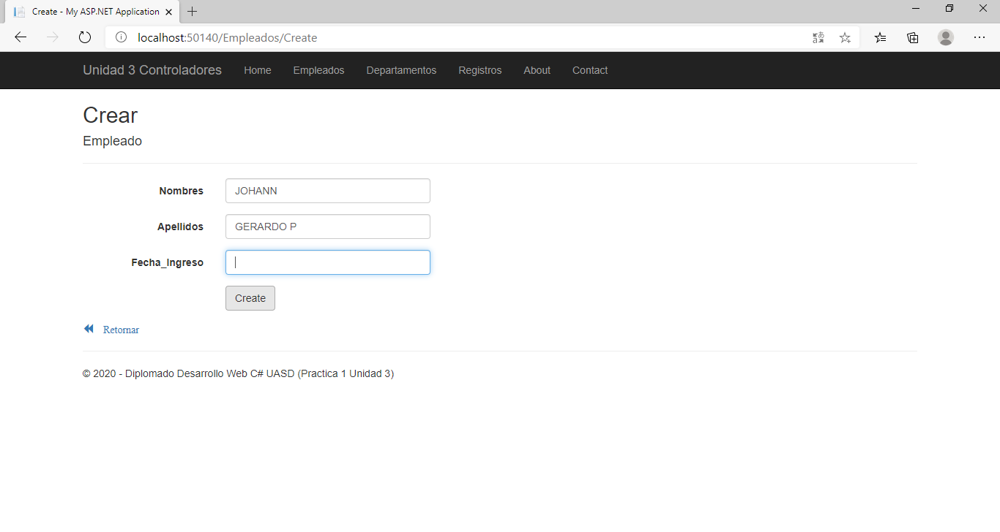 Create - My ASP.NET Application
localhost:50140/Empleados/Create
Unidad 3 Controladores Home Empleados Departamentos Registros About Contact
Crear
Empleado
Nombres JOHANN
Apellidos GERARDO P
Fecha_Ingreso
Create
Retornar
© 2020 - Diplomado Desarrollo Web C# UASD (Practica 1 Unidad 3)